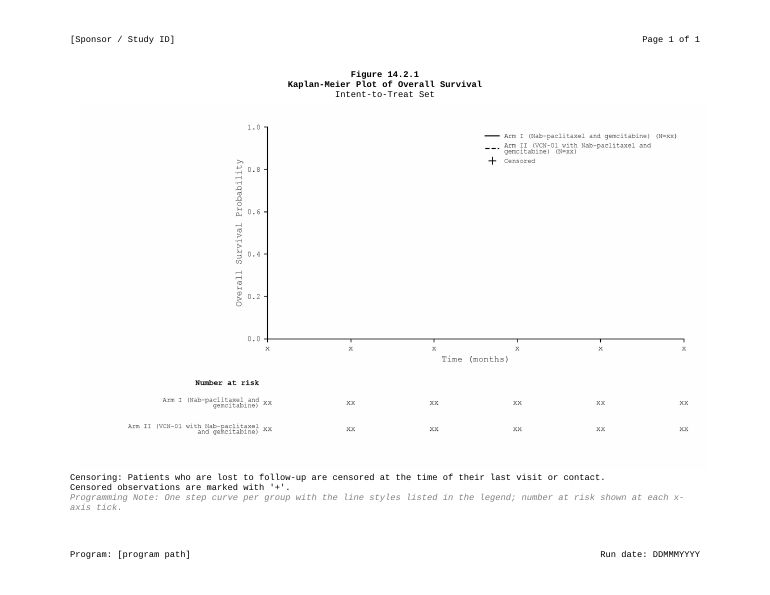 [Sponsor / Study ID] Page 1 of 1
Figure 14.2.1
Kaplan-Meier Plot of Overall Survival
Intent-to-Treat Set
Arm I (Nab-paclitaxel and gemcitabine) (N=xx)
Arm II (VCN-01 with Nab-paclitaxel and
gemcitabine) (N=xx)
Censored
Overall Survival Probability
1.0
0.8
0.6
0.4
0.2
0.0
x x x x x x
Time (months)
Number at risk
Arm I (Nab-paclitaxel and
gemcitabine) xx xx xx xx xx xx
Arm II (VCN-01 with Nab-paclitaxel
and gemcitabine) xx xx xx xx xx xx
Censoring: Patients who are lost to follow-up are censored at the time of their last visit or contact.
Censored observations are marked with '+'.
Programming Note: One step curve per group with the line styles listed in the legend; number at risk shown at each x-
axis tick.
Program: [program path] Run date: DDMMMYYYY